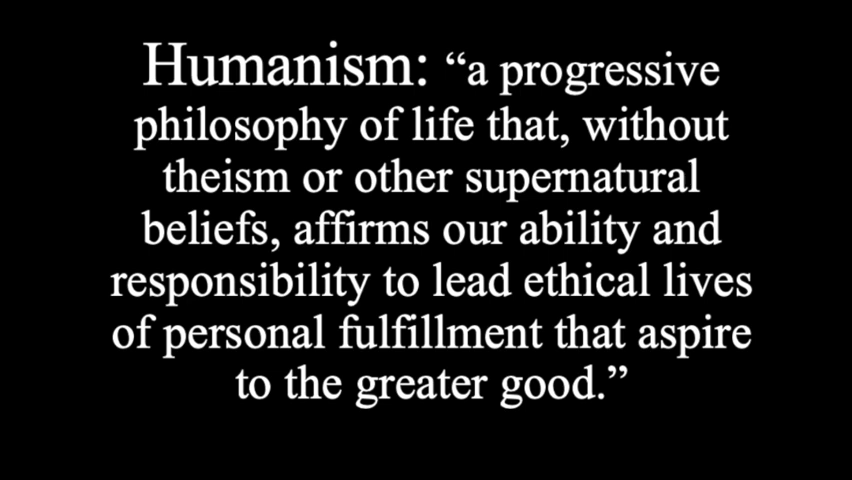 Humanism: “a progressive
philosophy of life that, without
theism or other supernatural
beliefs, affirms our ability and
responsibility to lead ethical lives
of personal fulfillment that aspire
to the greater good.”